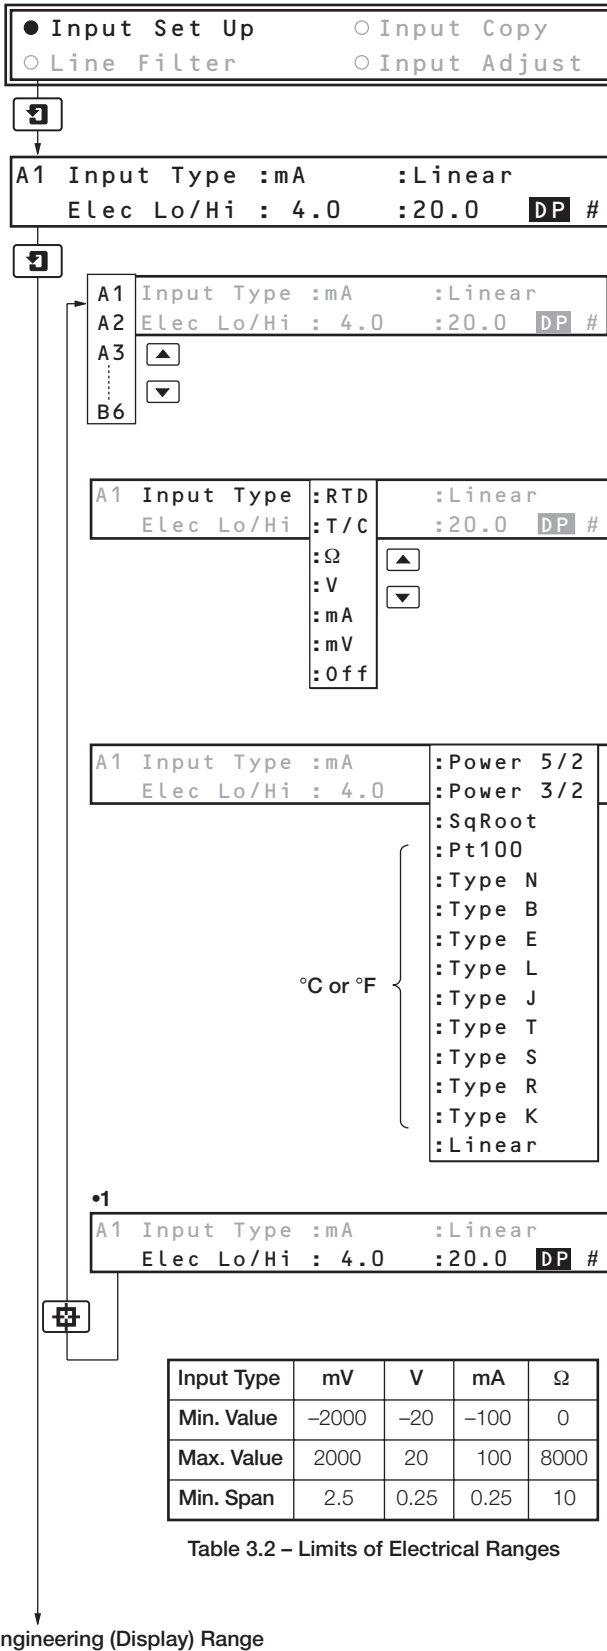 ● Input Set Up ○ Input Copy
○ Line Filter ○ Input Adjust
A1 Input Type :mA :Linear
Elec Lo/Hi : 4.0 :20.0 DP #
A1 Input Type :mA :Linear
A2 Elec Lo/Hi : 4.0 :20.0 DP #
A3
B6
A1 Input Type :RTD :Linear
Elec Lo/Hi :T/C :20.0 DP #
:Ω
:V
:mA
:mV
:Off
A1 Input Type :mA :Power 5/2
Elec Lo/Hi : 4.0 :Power 3/2
:SqRoot
:Pt100
:Type N
:Type B
:Type E
:Type L
°C or °F
:Type J
:Type T
:Type S
:Type R
:Type K
:Linear
•1
A1 Input Type :mA :Linear
Elec Lo/Hi : 4.0 :20.0 DP #
Input Type mV V mA Ω
Min. Value –2000 –20 –100 0
Max. Value 2000 20 100 8000
Min. Span 2.5 0.25 0.25 10
Table 3.2 – Limits of Electrical Ranges
ngineering (Display) Range